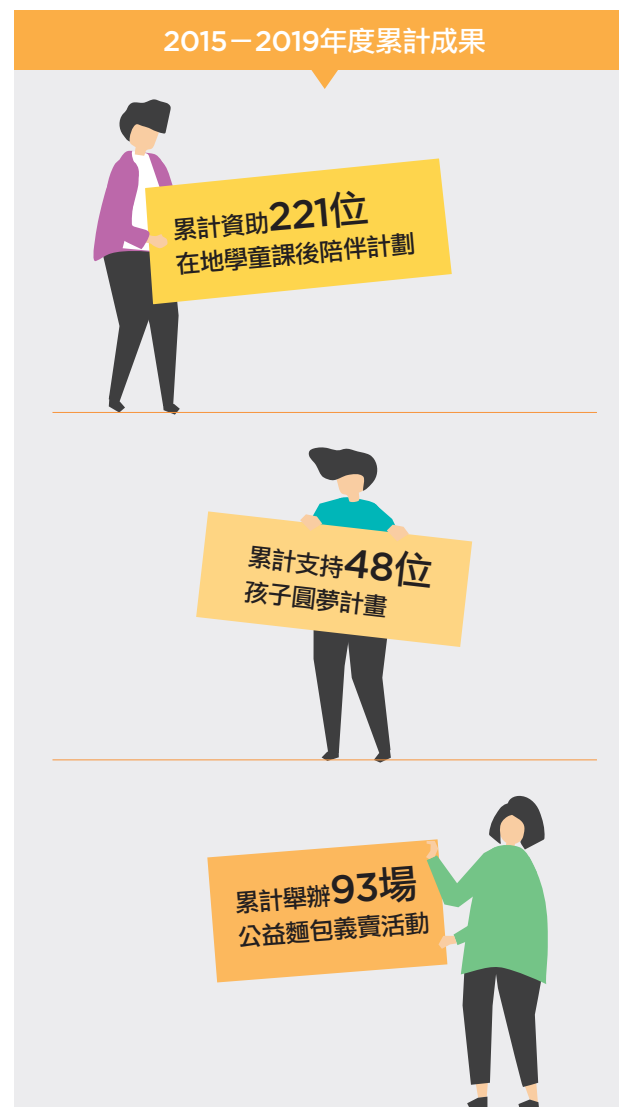 2015－2019年度累計成果
累計資助221位
在地學童課後陪伴計劃
累計支持48位
孩子圓夢計畫
累計舉辦93場
公益麵包義賣活動